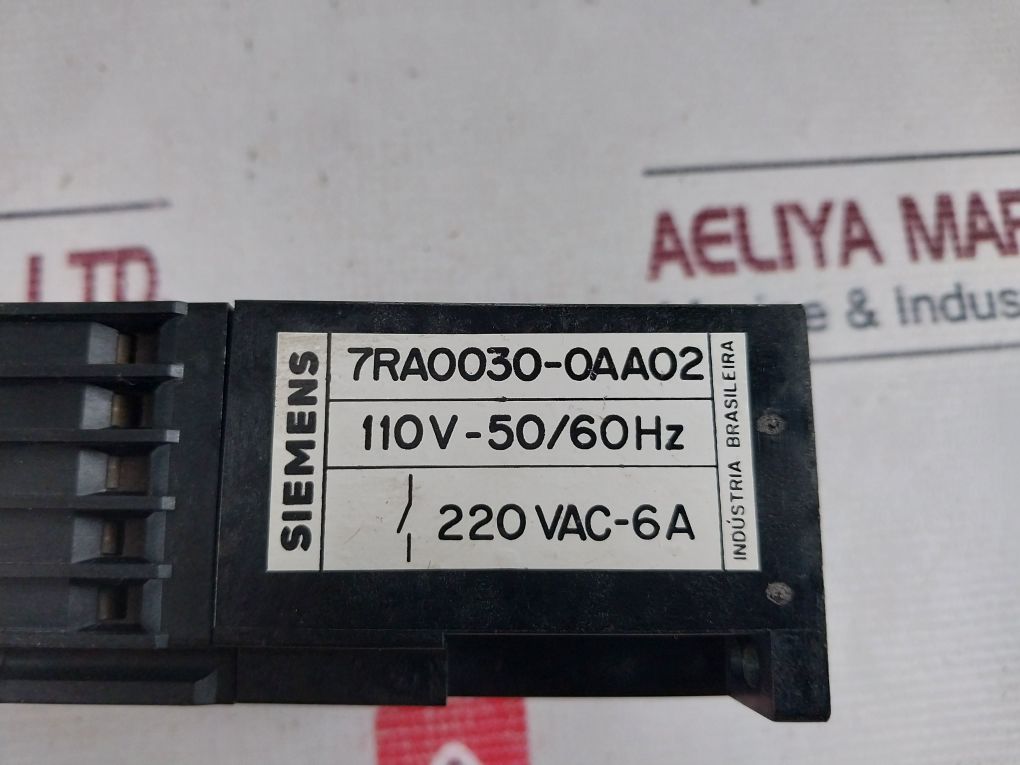 LTD
AELIYA MAR
& Indus
SIEMENS
7RA0030-0AA02
110V-50/60Hz
220VAC-6A
INDÚSTRIA BRASILEIRA